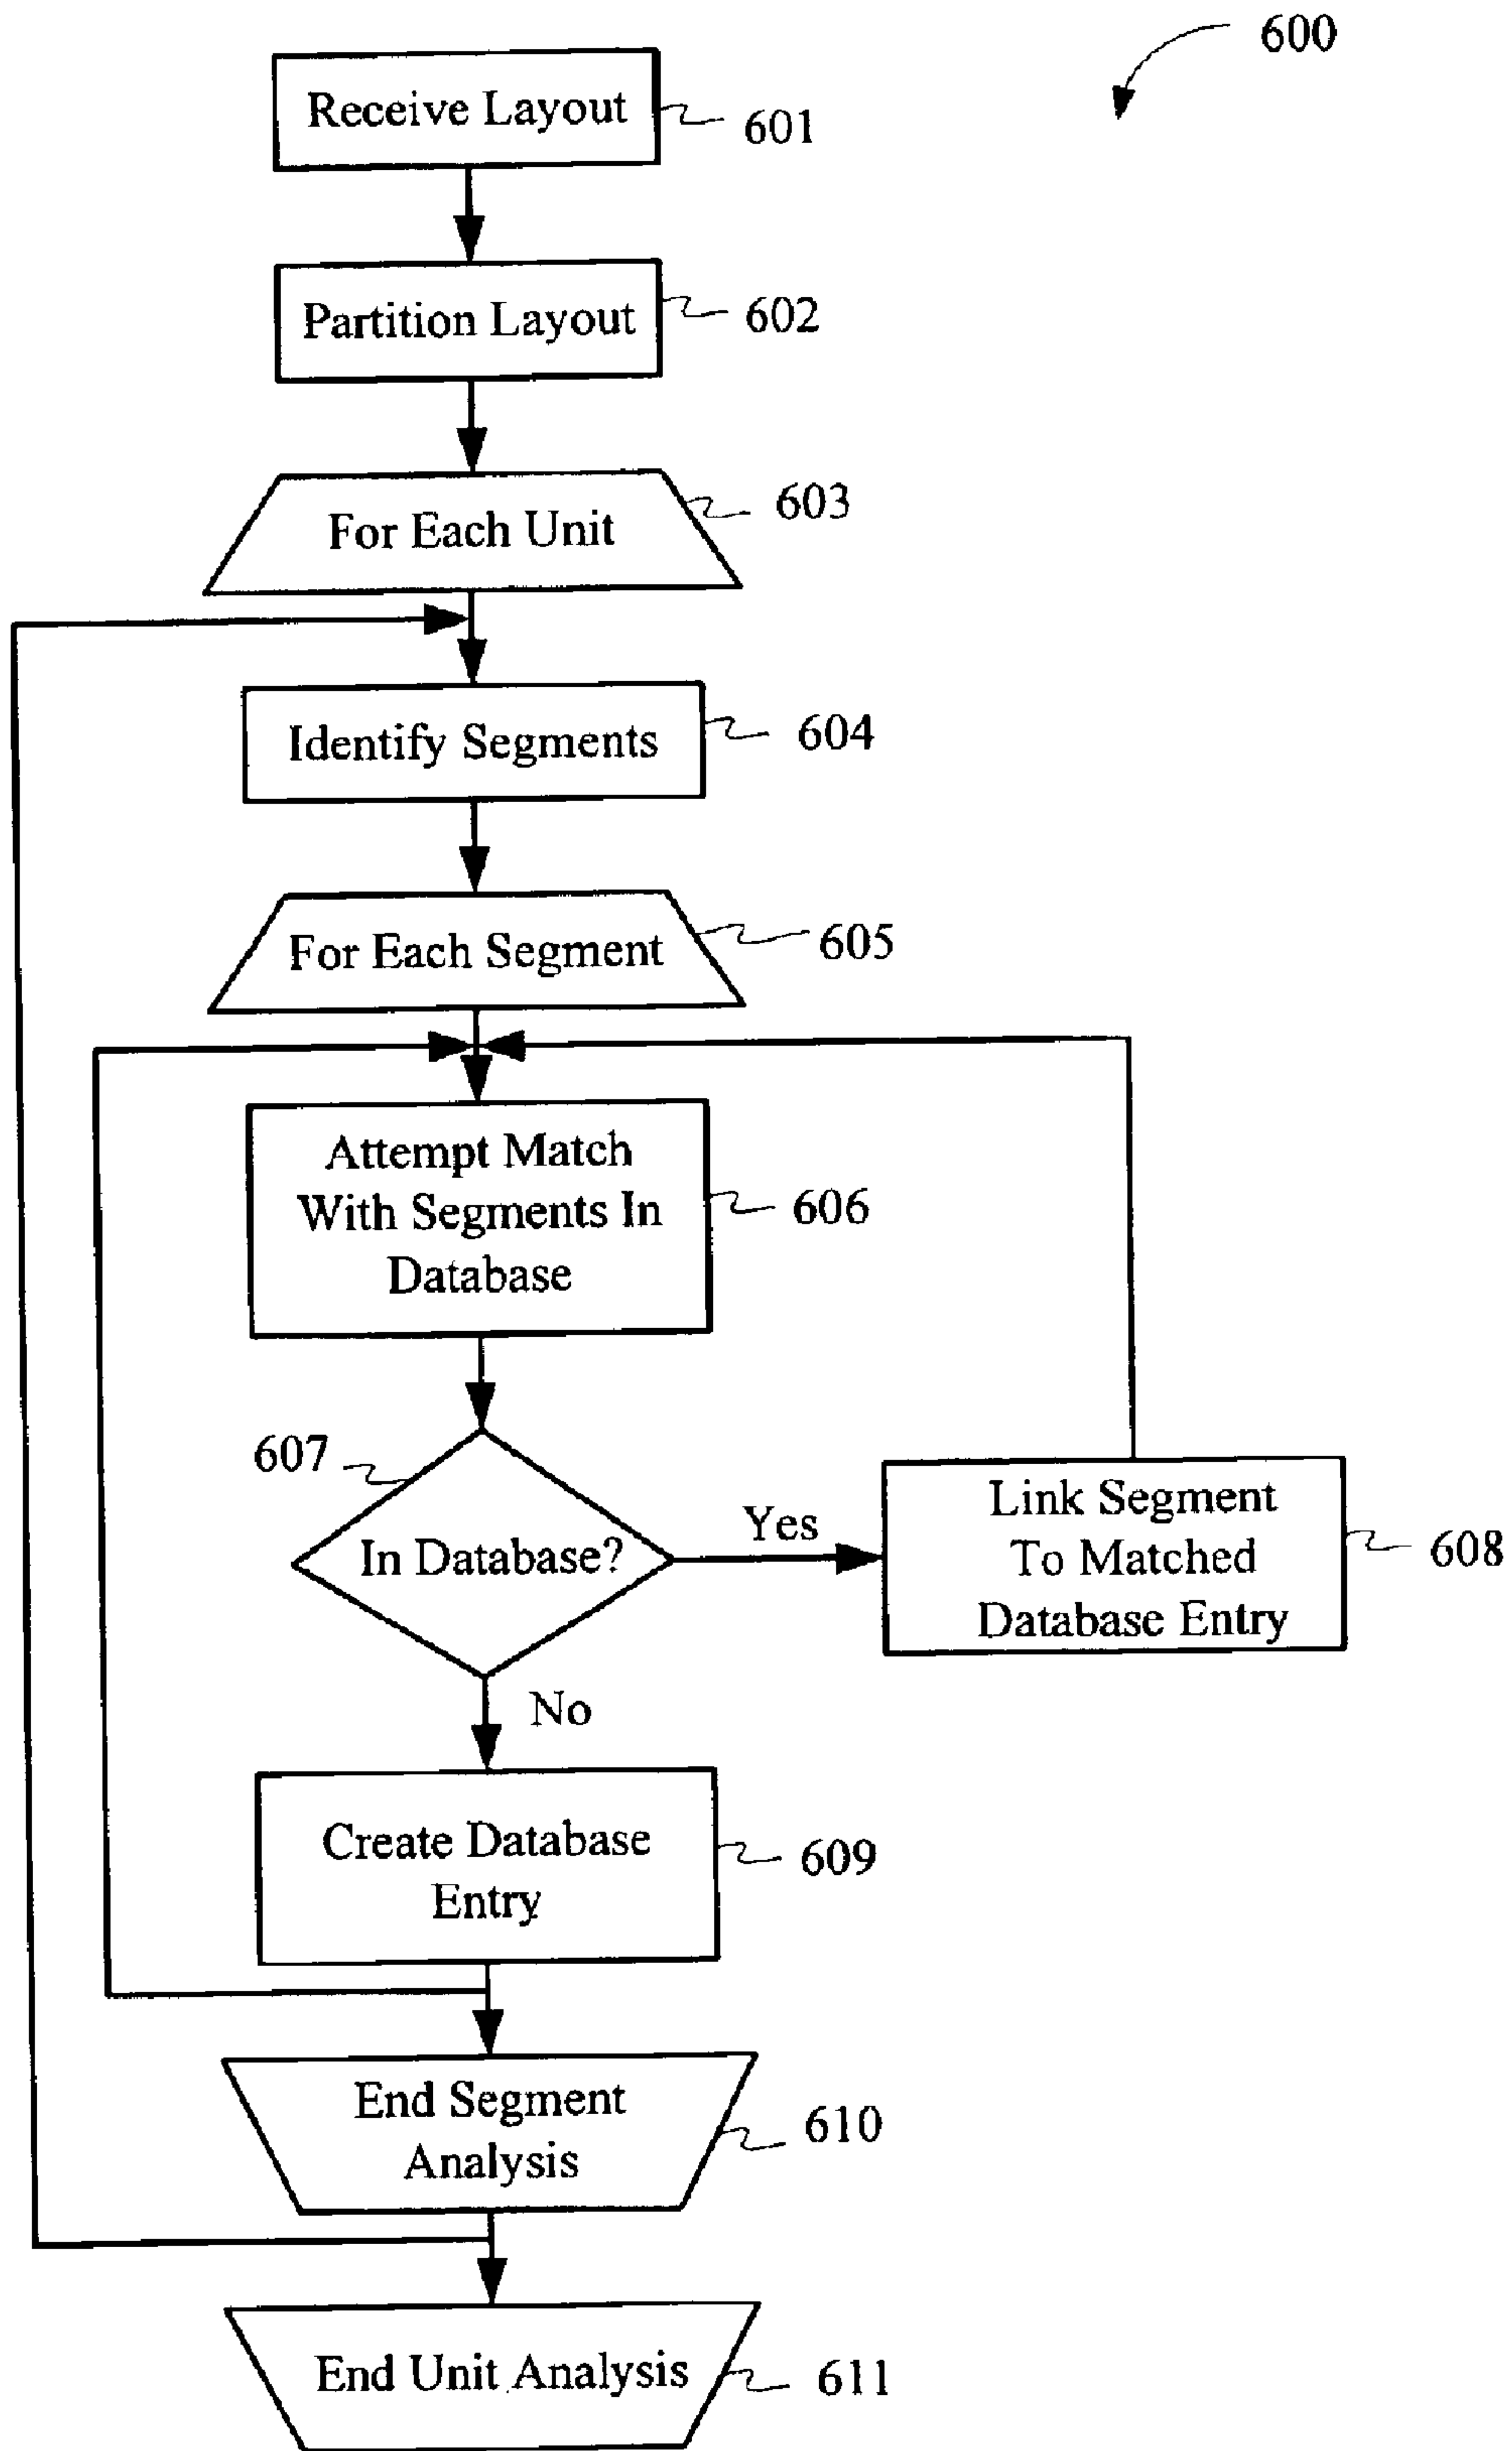 600
Receive Layout
601
Partition Layout
602
For Each Unit
603
Identify Segments
604
For Each Segment
605
Attempt Match
With Segments In
Database
606
607
In Database?
Yes
Link Segment
To Matched
Database Entry
608
No
Create Database
Entry
609
End Segment
Analysis
610
End Unit Analysis
611